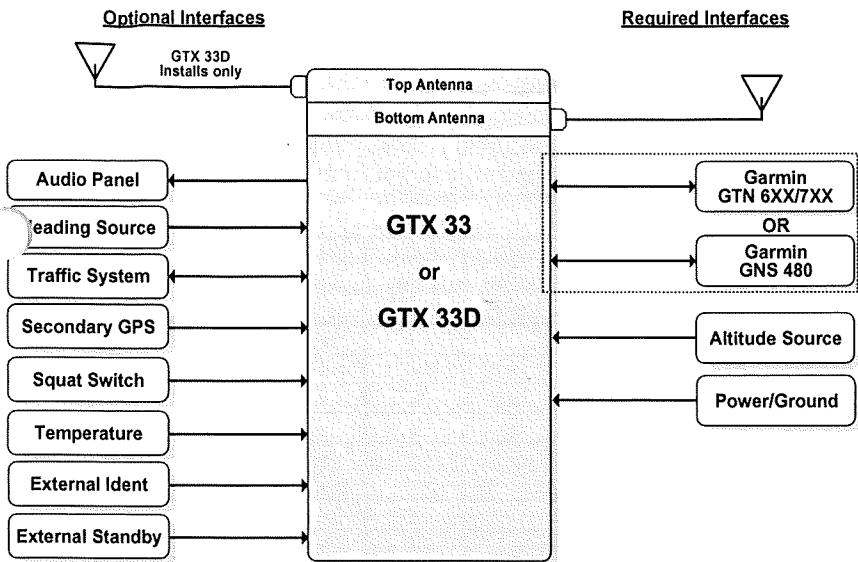 Optional Interfaces
Required Interfaces
GTX 33D
Installs only
Top Antenna
Bottom Antenna
Audio Panel
eading Source
Traffic System
Secondary GPS
Squat Switch
Temperature
External Ident
External Standby
GTX 33
or
GTX 33D
Garmin
GTN 6XX/7XX
OR
Garmin
GNS 480
Altitude Source
Power/Ground